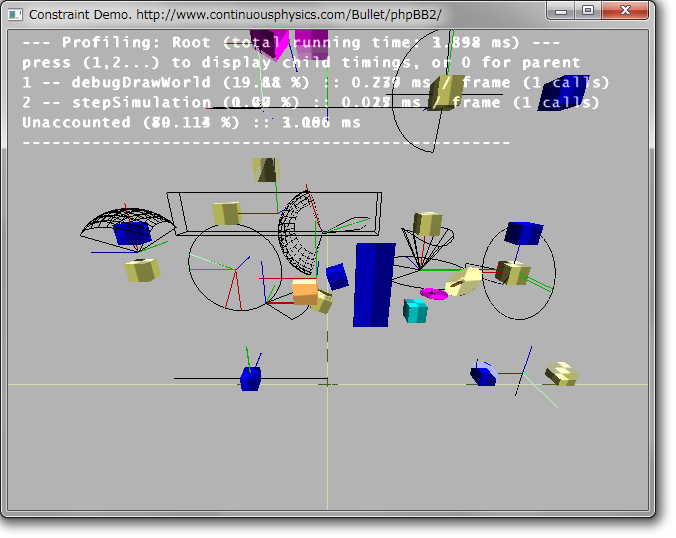 Constraint Demo. http://www.continuousphysics.com/Bullet/phpBB2/
--- Profiling: Root (total running time: ms) ---
press (1,2...) to display child timings, or 0 for parent
1 -- debugDrawWorld ( %) :: ms / frame (1 calls)
2 -- stepSimulation ( %) :: ms / frame (1 calls)
Unaccounted ( %) :: ms
-------------------------------------------------